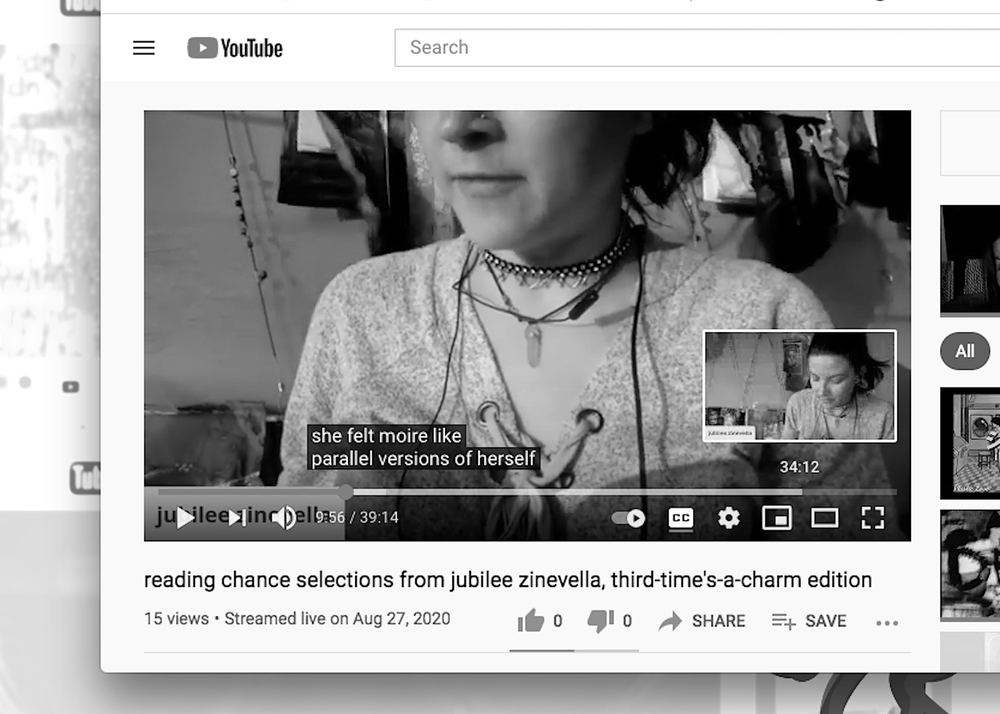 YouTube
Search
she felt moire like
parallel versions of herself
jubilee zinevella
34:12
9:56 / 39:14
CC
All
reading chance selections from jubilee zinevella, third-time's-a-charm edition
15 views • Streamed live on Aug 27, 2020
0
0
SHARE
SAVE